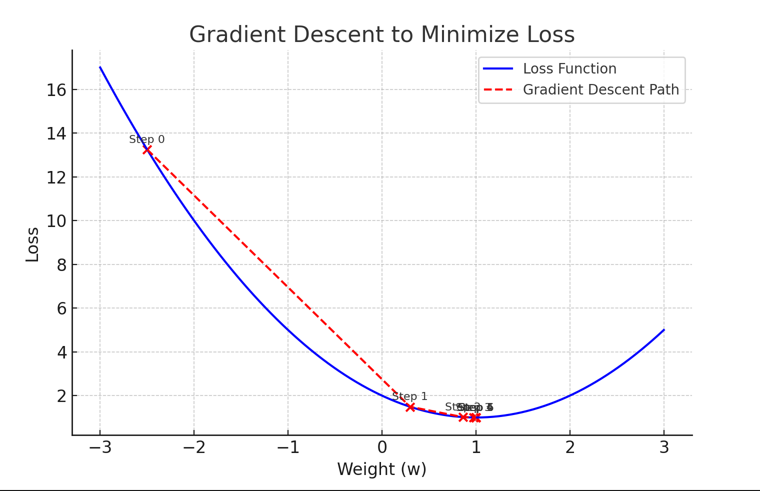 Gradient Descent to Minimize Loss
Loss Function
Gradient Descent Path
16
14
12
10
8
6
4
2
Loss
Step 0
Step 1
−3
−2
−1
0
1
2
3
Weight (w)